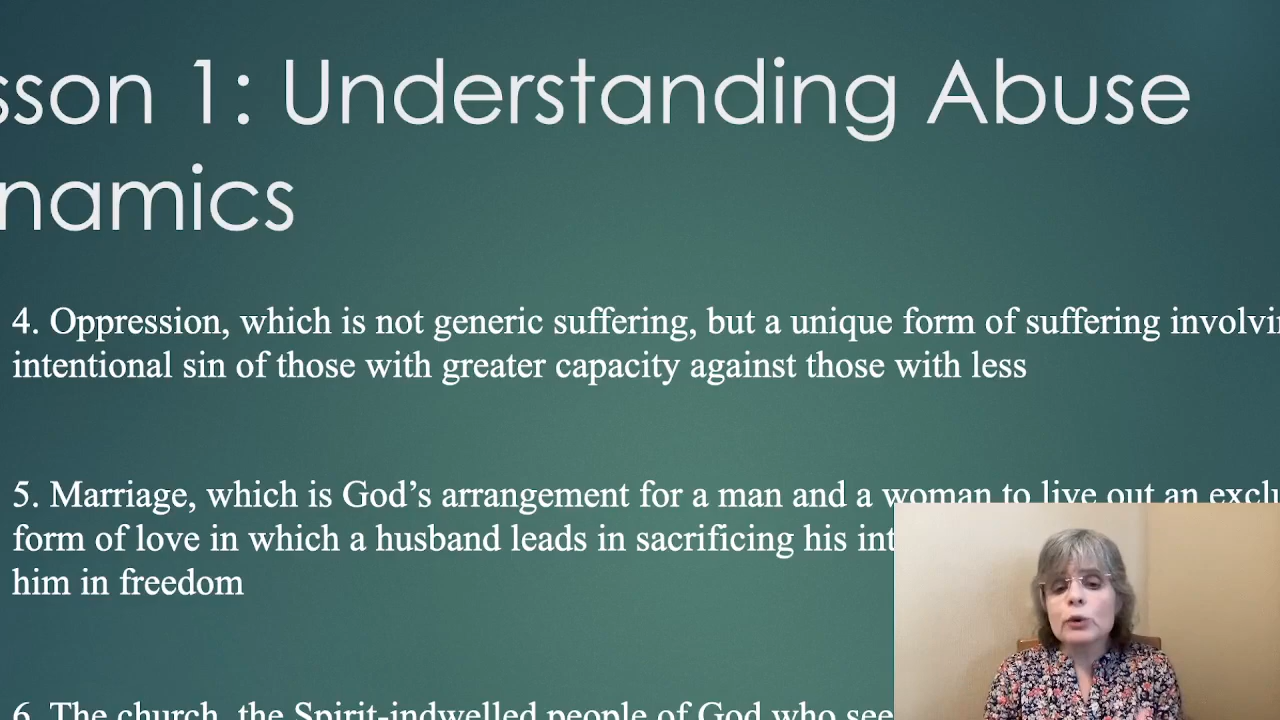 sson 1: Understanding Abuse
namics
4. Oppression, which is not generic suffering, but a unique form of suffering involvi
intentional sin of those with greater capacity against those with less
5. Marriage, which is God’s arrangement for a man and a woman to live out an exclu
form of love in which a husband leads in sacrificing his int
him in freedom
6. The church, the Spirit-indwelled people of God who see